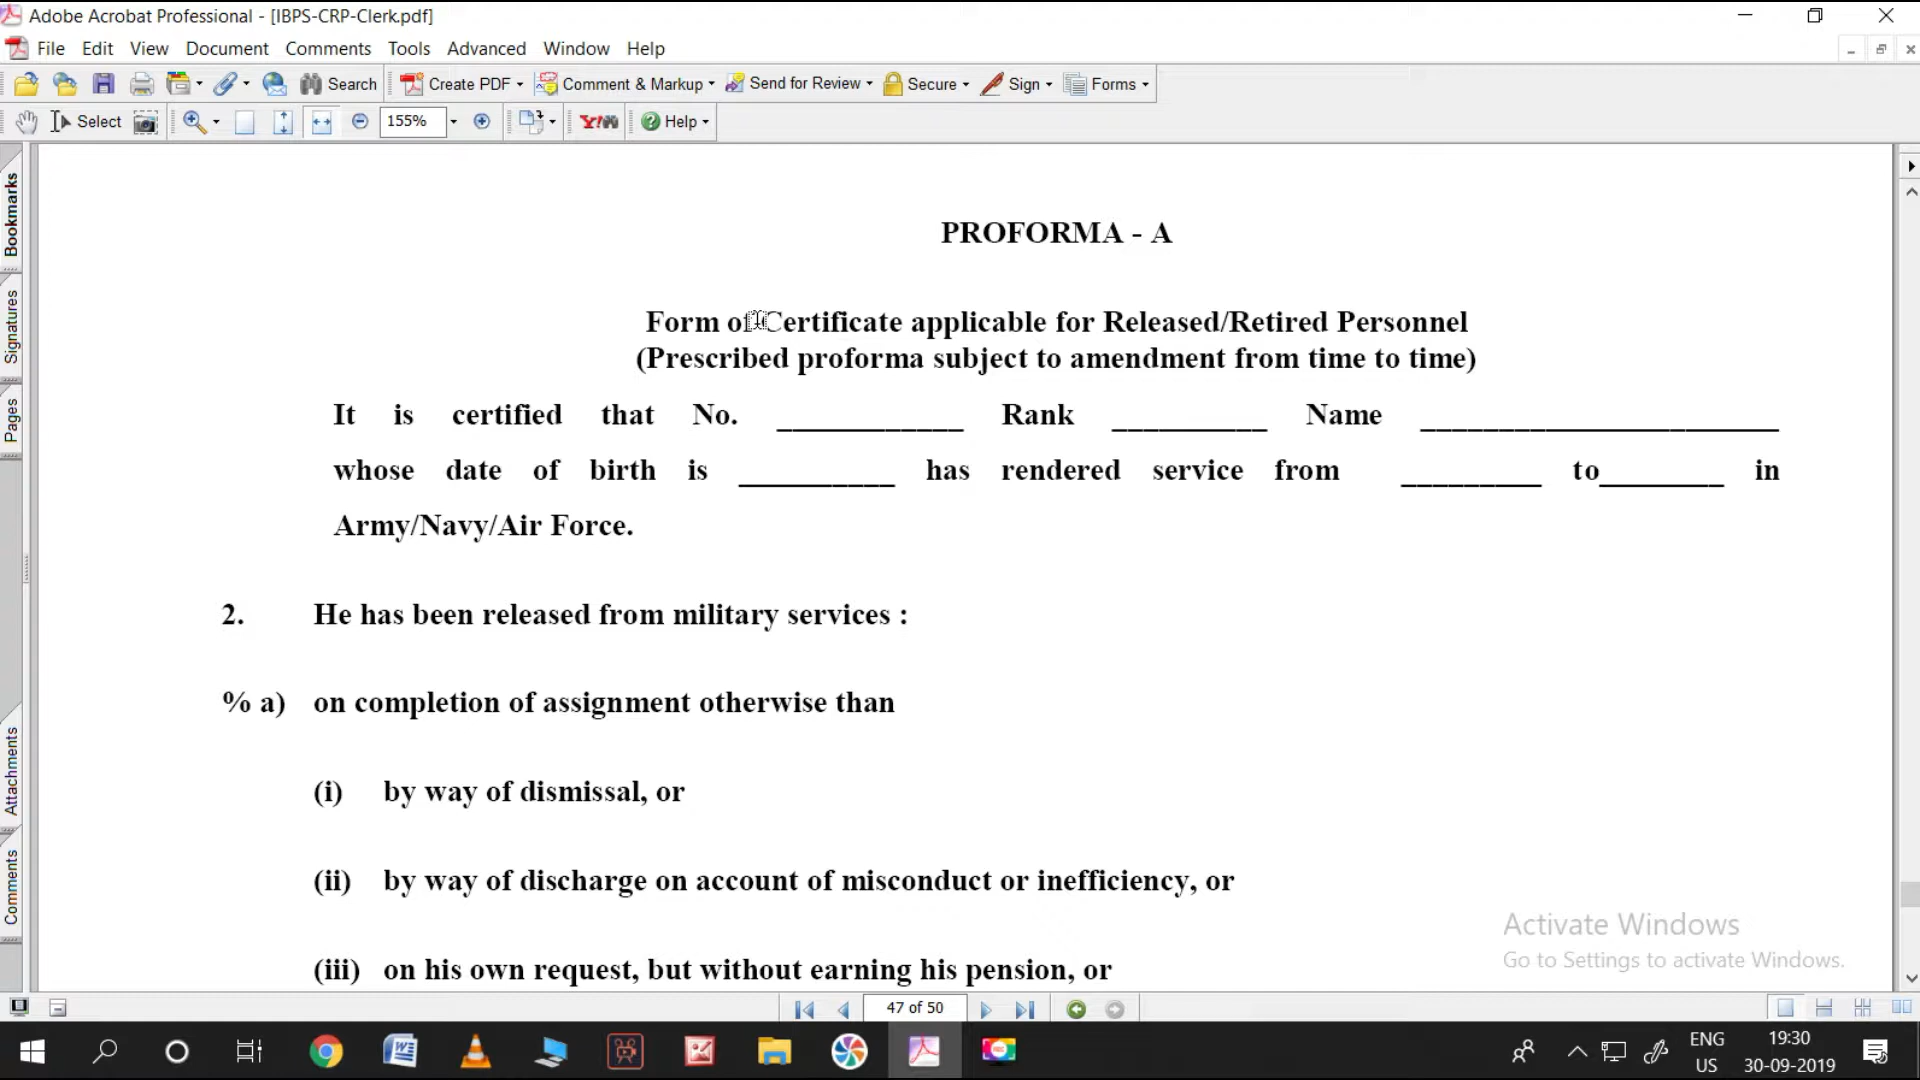 Adobe Acrobat Professional - [IBPS-CRP-Clerk.pdf]
File Edit View Document Comments Tools Advanced Window Help
Search Create PDF Comment & Markup Send for Review Secure Sign Forms
Select 155% Y! Help
Bookmarks
Signatures
Pages
Attachments
Comments
PROFORMA - A
Form of Certificate applicable for Released/Retired Personnel
(Prescribed proforma subject to amendment from time to time)
It is certified that No. ____________ Rank __________ Name _______________________
whose date of birth is __________ has rendered service from _________ to________ in
Army/Navy/Air Force.
2. He has been released from military services :
% a) on completion of assignment otherwise than
(i) by way of dismissal, or
(ii) by way of discharge on account of misconduct or inefficiency, or
(iii) on his own request, but without earning his pension, or
Activate Windows
Go to Settings to activate Windows.
47 of 50
ENG 19:30
US 30-09-2019